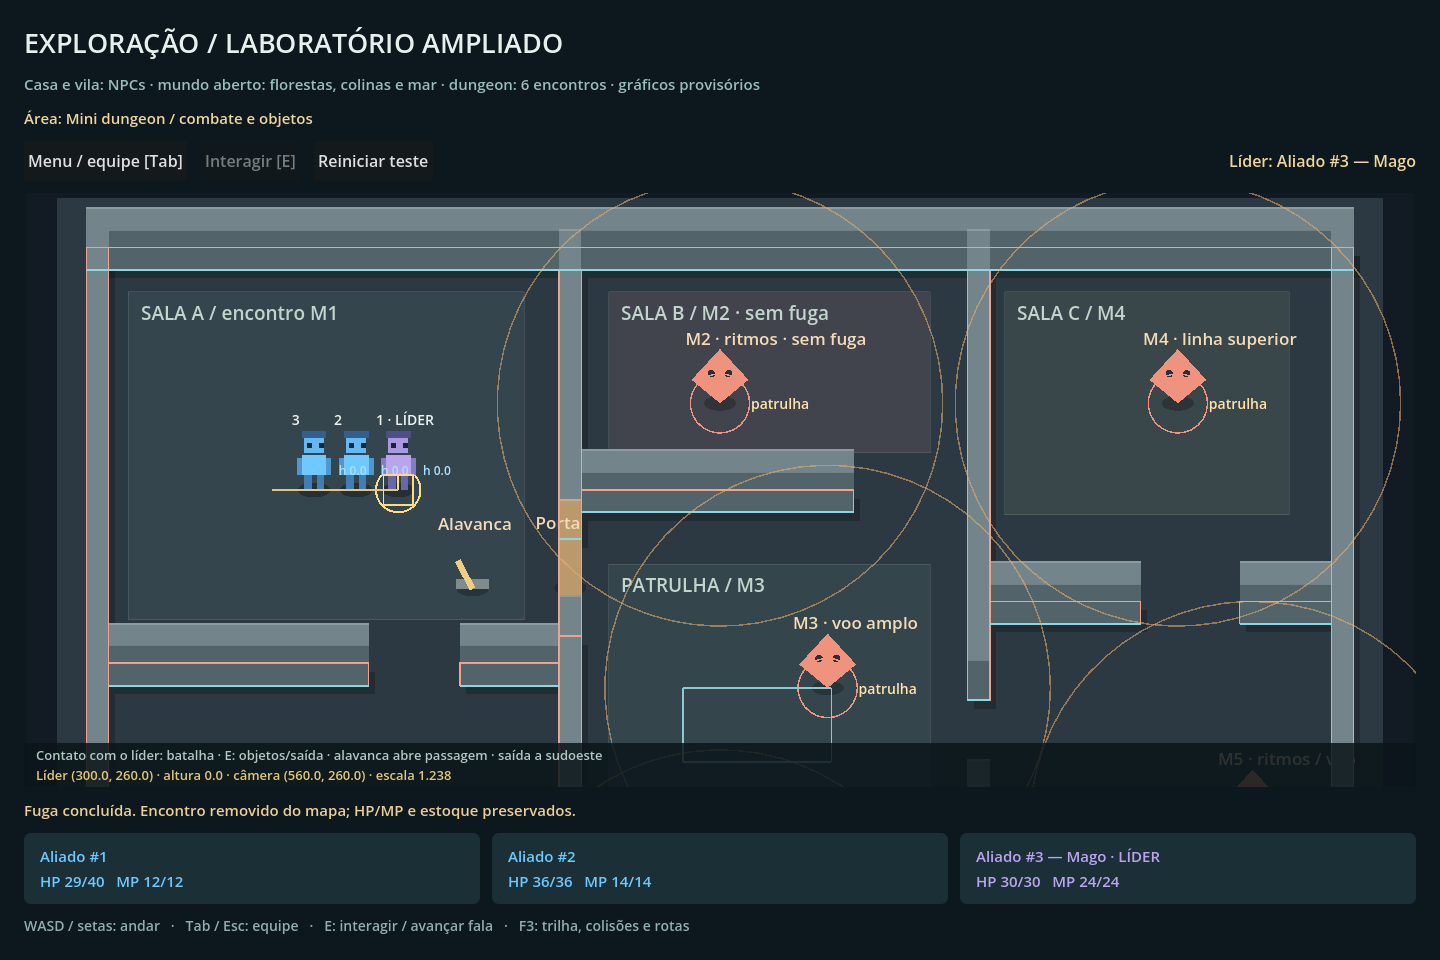 EXPLORAÇÃO / LABORATÓRIO AMPLIADO
Casa e vila: NPCs · mundo aberto: florestas, colinas e mar · dungeon: 6 encontros · gráficos provisórios
Área: Mini dungeon / combate e objetos
Menu / equipe [Tab]
Interagir [E]
Reiniciar teste
Líder: Aliado #3 — Mago
SALA A / encontro M1
SALA B / M2 · sem fuga
SALA C / M4
M2 · ritmos · sem fuga
M4 · linha superior
patrulha
patrulha
3
2
1 · LÍDER
h 0.0
h 0.0
h 0.0
Alavanca
Porta
PATRULHA / M3
M3 · voo amplo
patrulha
Contato com o líder: batalha · E: objetos/saída · alavanca abre passagem · saída a sudoeste
M5 · ritmos /
Líder (300.0, 260.0) · altura 0.0 · câmera (560.0, 260.0) · escala 1.238
Fuga concluída. Encontro removido do mapa; HP/MP e estoque preservados.
Aliado #1
HP 29/40 MP 12/12
Aliado #2
HP 36/36 MP 14/14
Aliado #3 — Mago · LÍDER
HP 30/30 MP 24/24
WASD / setas: andar · Tab / Esc: equipe · E: interagir / avançar fala · F3: trilha, colisões e rotas